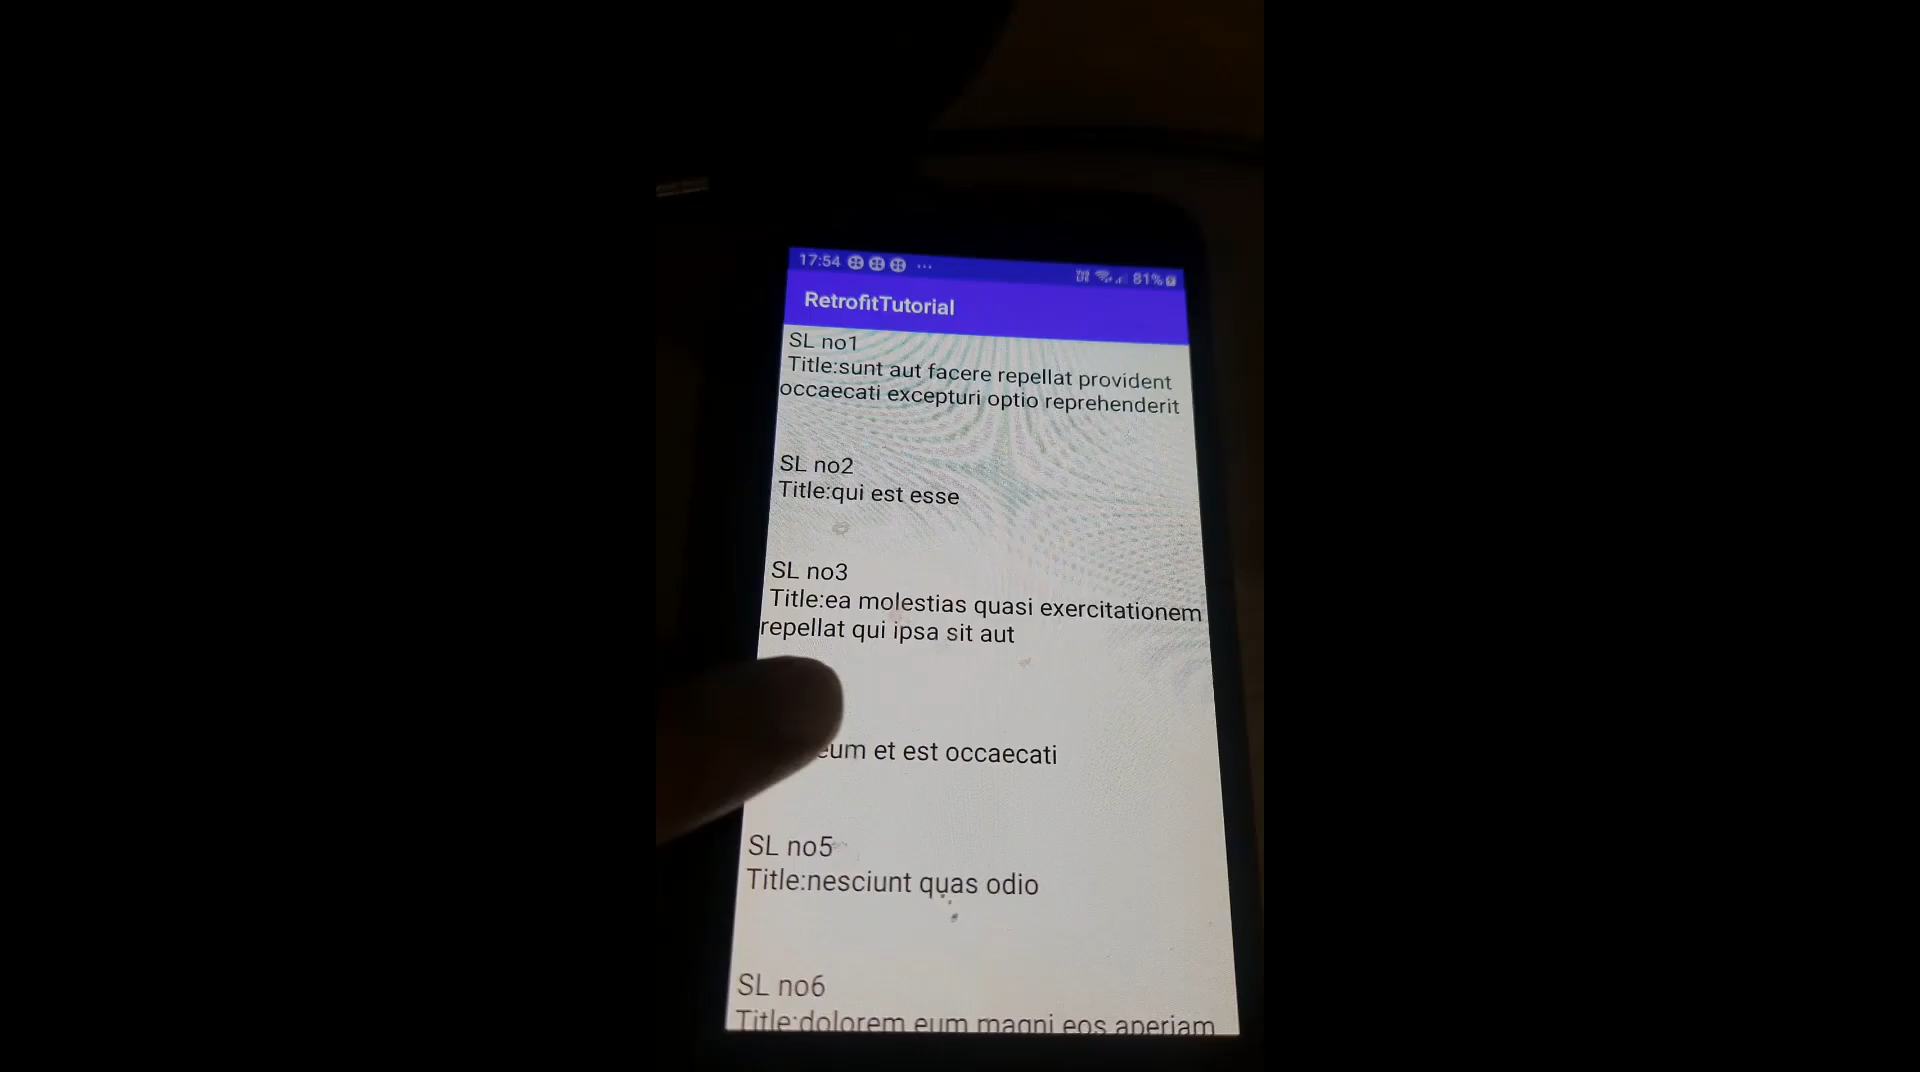 17:54 81%
RetrofitTutorial
SL no1
Title:sunt aut facere repellat provident
occaecati excepturi optio reprehenderit
SL no2
Title:qui est esse
SL no3
Title:ea molestias quasi exercitationem
repellat qui ipsa sit aut
eum et est occaecati
SL no5
Title:nesciunt quas odio
SL no6
Title:dolorem eum magni eos aperiam